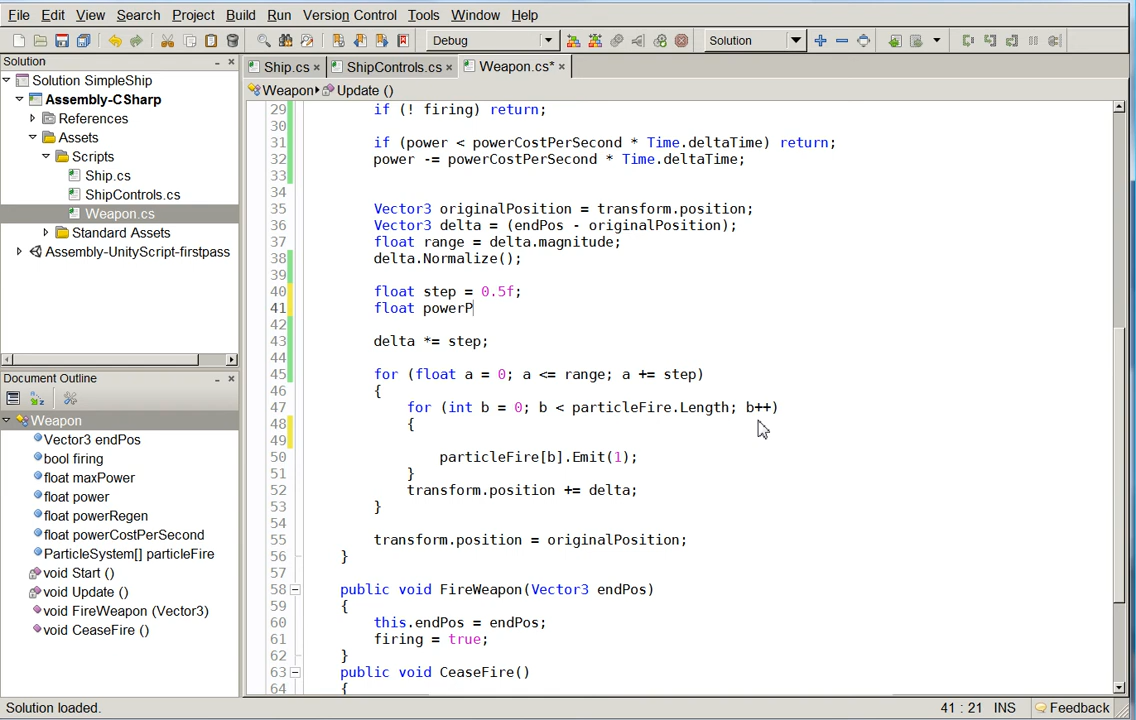 File Edit View Search Project Build Run Version Control Tools Window Help
Debug Solution
Solution
Solution SimpleShip
Assembly-CSharp
References
Assets
Scripts
Ship.cs
ShipControls.cs
Weapon.cs
Standard Assets
Assembly-UnityScript-firstpass
Document Outline
Weapon
Vector3 endPos
bool firing
float maxPower
float power
float powerRegen
float powerCostPerSecond
ParticleSystem[] particleFire
void Start ()
void Update ()
void FireWeapon (Vector3)
void CeaseFire ()
Ship.cs × ShipControls.cs × Weapon.cs* ×
Weapon Update ()
29 if (! firing) return;
30
31 if (power < powerCostPerSecond * Time.deltaTime) return;
32 power -= powerCostPerSecond * Time.deltaTime;
33
34
35 Vector3 originalPosition = transform.position;
36 Vector3 delta = (endPos - originalPosition);
37 float range = delta.magnitude;
38 delta.Normalize();
39
40 float step = 0.5f;
41 float powerP
42
43 delta *= step;
44
45 for (float a = 0; a <= range; a += step)
46 {
47 for (int b = 0; b < particleFire.Length; b++)
48 {
49
50 particleFire[b].Emit(1);
51 }
52 transform.position += delta;
53 }
54
55 transform.position = originalPosition;
56 }
57
58 public void FireWeapon(Vector3 endPos)
59 {
60 this.endPos = endPos;
61 firing = true;
62 }
63 public void CeaseFire()
64 {
Solution loaded. 41 : 21 INS Feedback